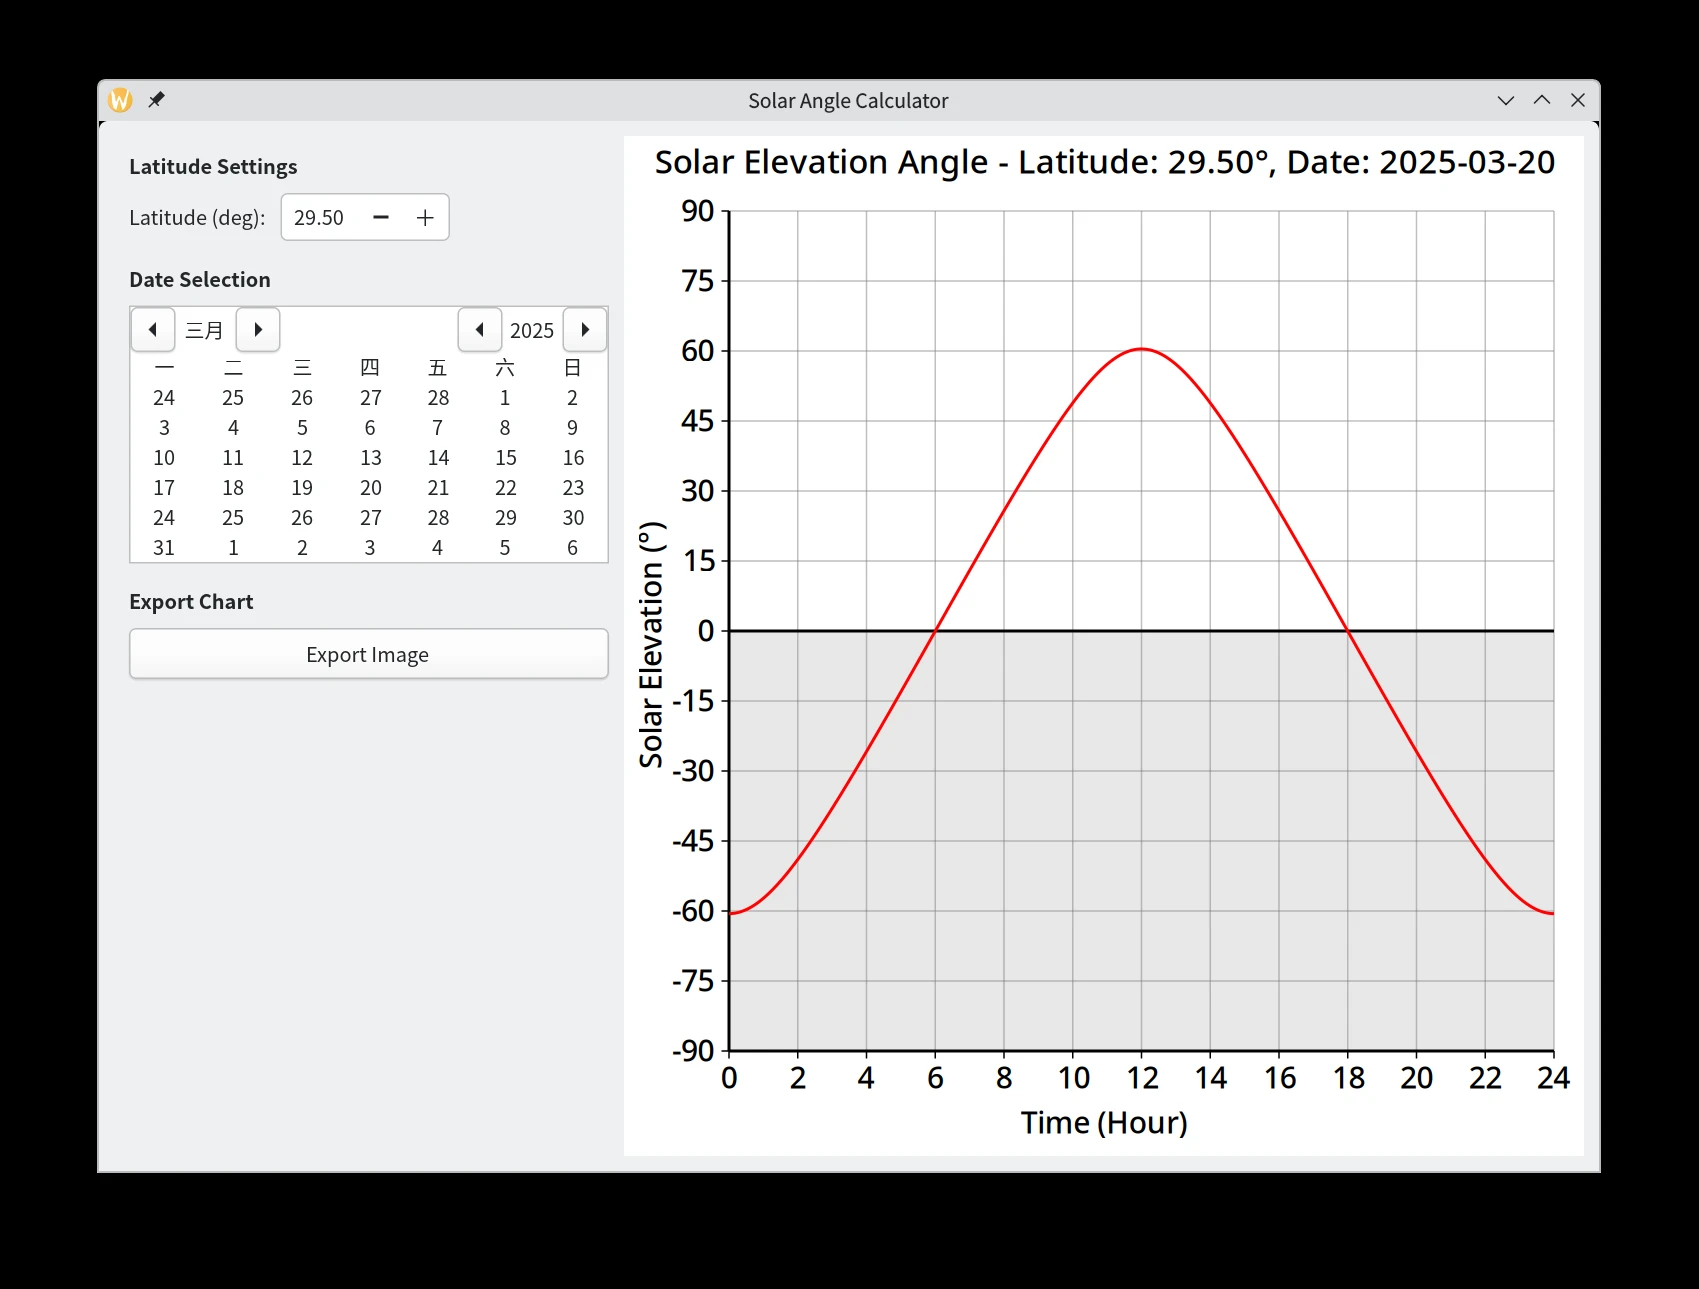 Solar Angle Calculator
Latitude Settings
Latitude (deg): 29.50
Date Selection
三月 2025
一 二 三 四 五 六 日
24 25 26 27 28 1 2
3 4 5 6 7 8 9
10 11 12 13 14 15 16
17 18 19 20 21 22 23
24 25 26 27 28 29 30
31 1 2 3 4 5 6
Export Chart
Export Image
Solar Elevation Angle - Latitude: 29.50°, Date: 2025-03-20
Solar Elevation (°)
90
75
60
45
30
15
0
-15
-30
-45
-60
-75
-90
0 2 4 6 8 10 12 14 16 18 20 22 24
Time (Hour)